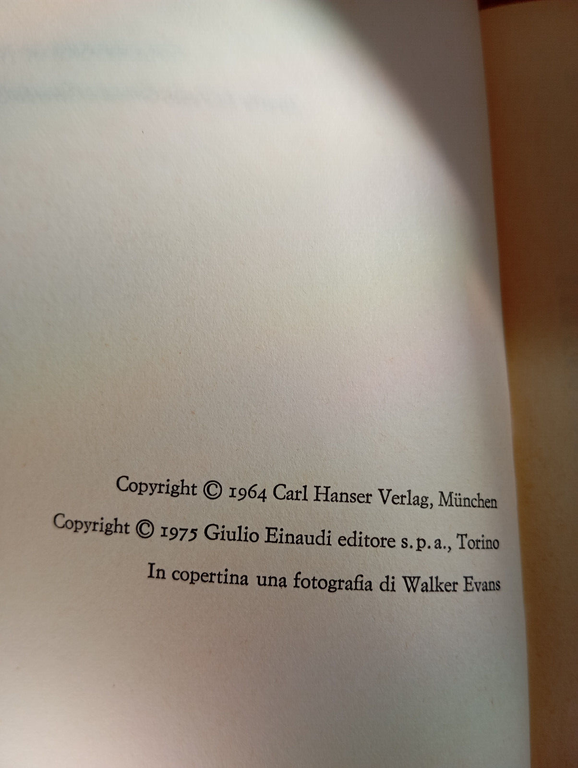 Copyright © 1964 Carl Hanser Verlag, München
Copyright © 1975 Giulio Einaudi editore s.p.a., Torino
In copertina una fotografia di Walker Evans